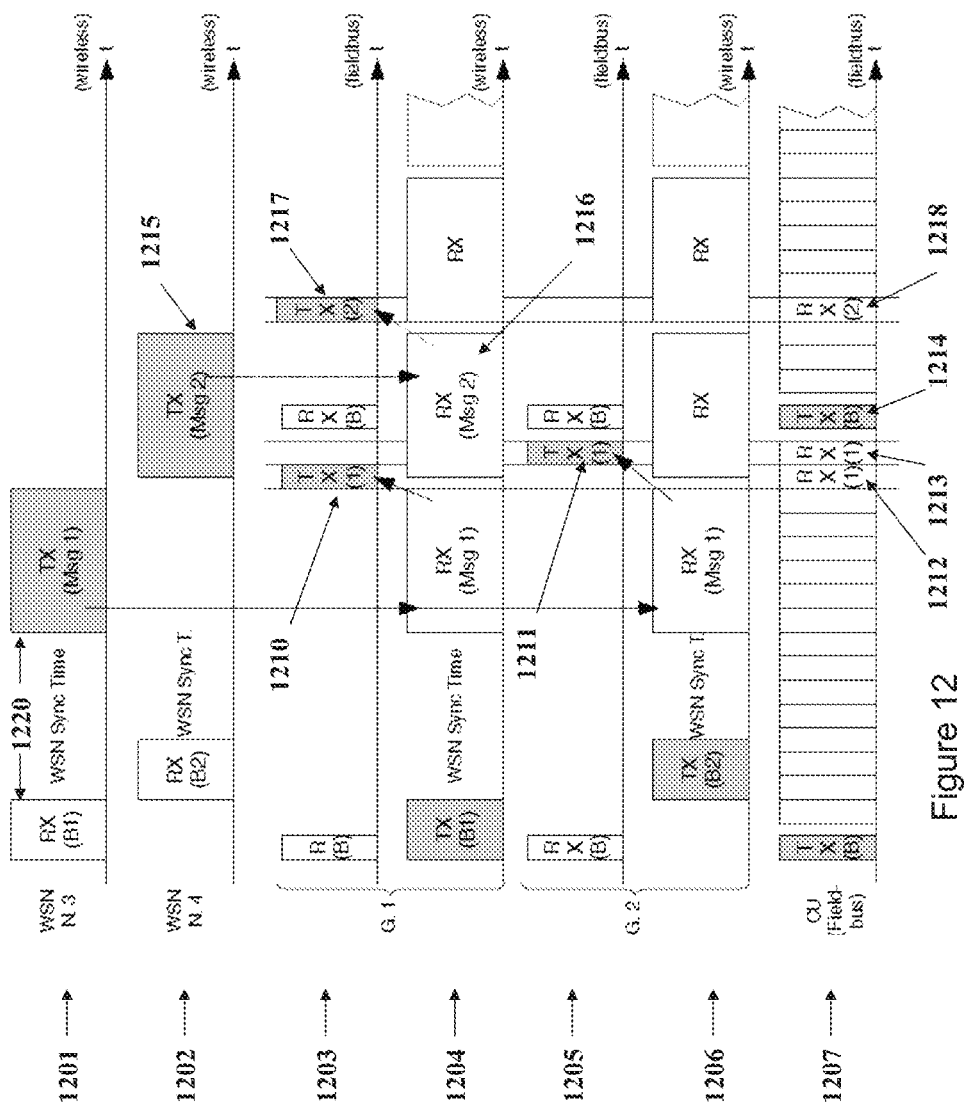 1201
WSN
N. 3
RX
(B1)
1220
WSN Sync Time
TX
(Msg 1)
(wireless)
t
1202
WSN
N. 4
RX
(B2)
WSN Sync T.
TX
(Msg 2)
1215
(wireless)
t
1203
R
(B)
1210
T
X
(1)
R
X
(B)
T
X
(2)
1217
(fieldbus)
t
G. 1
1204
TX
(B1)
WSN Sync Time
RX
(Msg 1)
RX
(Msg 2)
RX
1216
(wireless)
t
1205
R
X
(B)
1211
T
X
(1)
R
X
(B)
(fieldbus)
t
G. 2
1206
TX
(B2)
WSN Sync T
RX
(Msg 1)
RX
RX
(wireless)
t
1207
CU
(Field-
bus)
T
X
(B)
R R
X X
(1)(1)
T
X
(B)
R
X
(2)
(fieldbus)
t
1212
1213
1214
1218
Figure 12